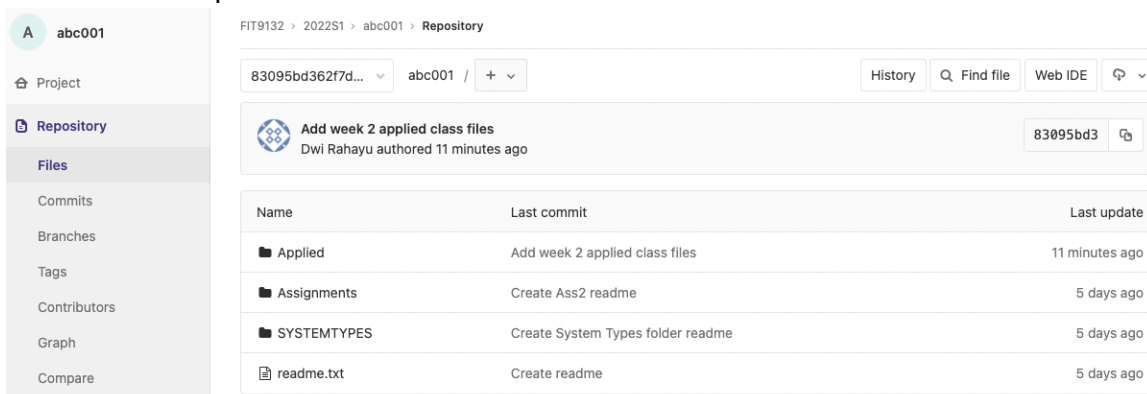 A abc001
FIT9132 > 2022S1 > abc001 > Repository
Project
83095bd362f7d... abc001 / +
History Find file Web IDE
Repository
Add week 2 applied class files
83095bd3
Dwi Rahayu authored 11 minutes ago
Files
Commits
Branches
Tags
Contributors
Graph
Compare
Name Last commit Last update
Applied Add week 2 applied class files 11 minutes ago
Assignments Create Ass2 readme 5 days ago
SYSTEMTYPES Create System Types folder readme 5 days ago
readme.txt Create readme 5 days ago